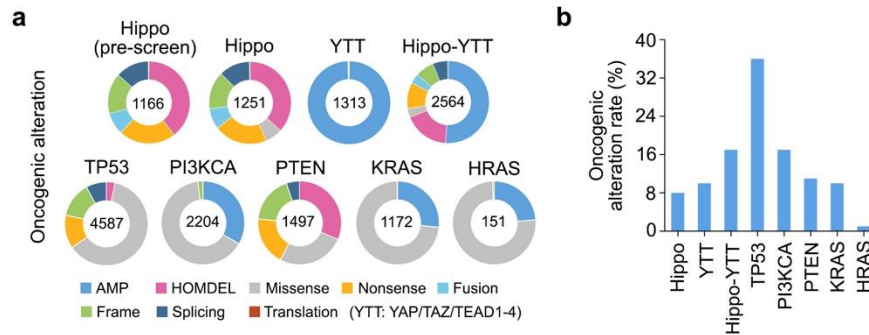 a
Hippo
(pre-screen)
Hippo
YTT
Hippo-YTT
Oncogenic alteration
1166
1251
1313
2564
TP53
PI3KCA
PTEN
KRAS
HRAS
4587
2204
1497
1172
151
AMP
HOMDEL
Missense
Nonsense
Fusion
Frame
Splicing
Translation
(YTT: YAP/TAZ/TEAD1-4)
b
Oncogenic
alteration rate (%)
40
32
24
16
8
0
Hippo
YTT
Hippo-YTT
TP53
PI3KCA
PTEN
KRAS
HRAS